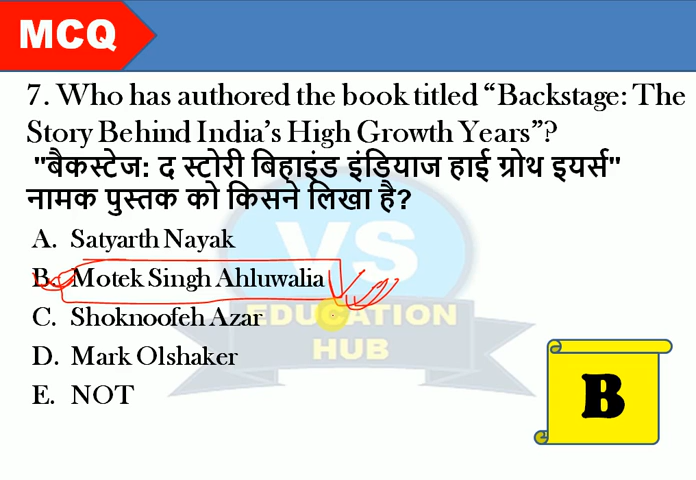 MCQ
7. Who has authored the book titled “Backstage: The
Story Behind India’s High Growth Years”?
"बैकस्टेज: द स्टोरी बिहाइंड इंडियाज हाई ग्रोथ इयर्स"
नामक पुस्तक को किसने लिखा है?
A. Satyarth Nayak
B. Motek Singh Ahluwalia
C. Shoknoofeh Azar
D. Mark Olshaker
E. NOT
VS
EDUCATION
HUB
B